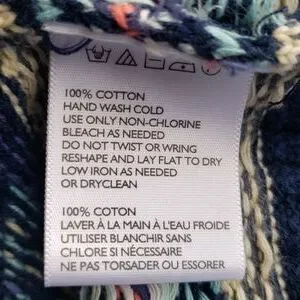 100% COTTON
HAND WASH COLD
USE ONLY NON-CHLORINE
BLEACH AS NEEDED
DO NOT TWIST OR WRING
RESHAPE AND LAY FLAT TO DRY
LOW IRON AS NEEDED
OR DRYCLEAN
100% COTON
LAVER À LA MAIN À L'EAU FROIDE
UTILISER BLANCHIR SANS
CHLORE SI NÉCESSAIRE
NE PAS TORSADER OU ESSORER